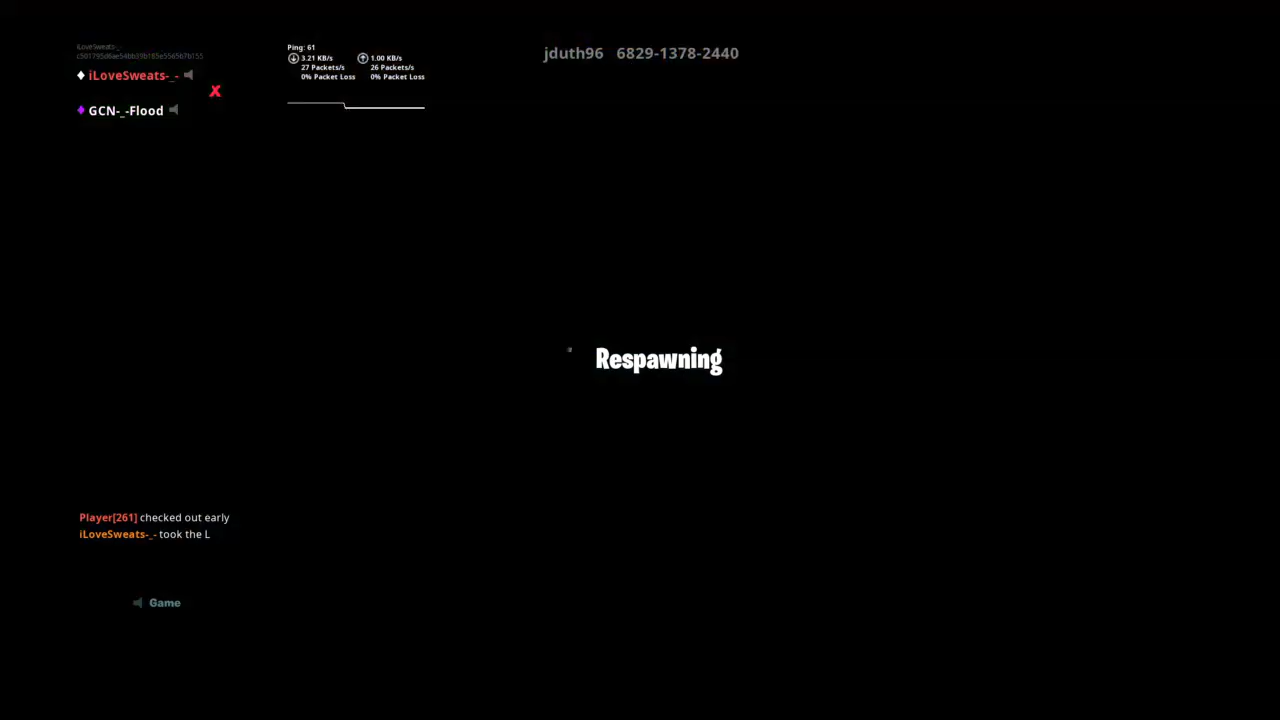 iLoveSweats-_-
iLoveSweats-_-
X
GCN-_-Flood
Ping: 61
3.21 KB/s 1.00 KB/s
27 Packets/s 26 Packets/s
0% Packet Loss 0% Packet Loss
jduth96 6829-1378-2440
Respawning
Player[261] checked out early
iLoveSweats-_- took the L
Game